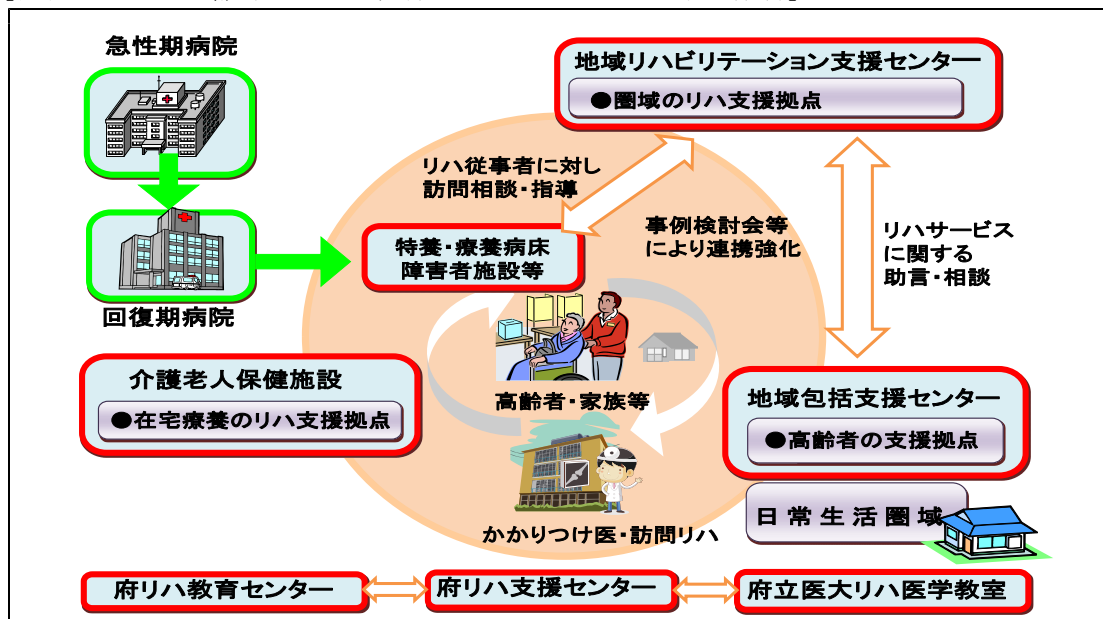 急性期病院
回復期病院
地域リハビリテーション支援センター
●圏域のリハ支援拠点
リハ従事者に対し
訪問相談・指導
事例検討会等
により連携強化
リハサービス
に関する
助言・相談
特養・療養病床
障害者施設等
介護老人保健施設
●在宅療養のリハ支援拠点
高齢者・家族等
かかりつけ医・訪問リハ
地域包括支援センター
●高齢者の支援拠点
日常生活圏域
府リハ教育センター
府リハ支援センター
府立医大リハ医学教室